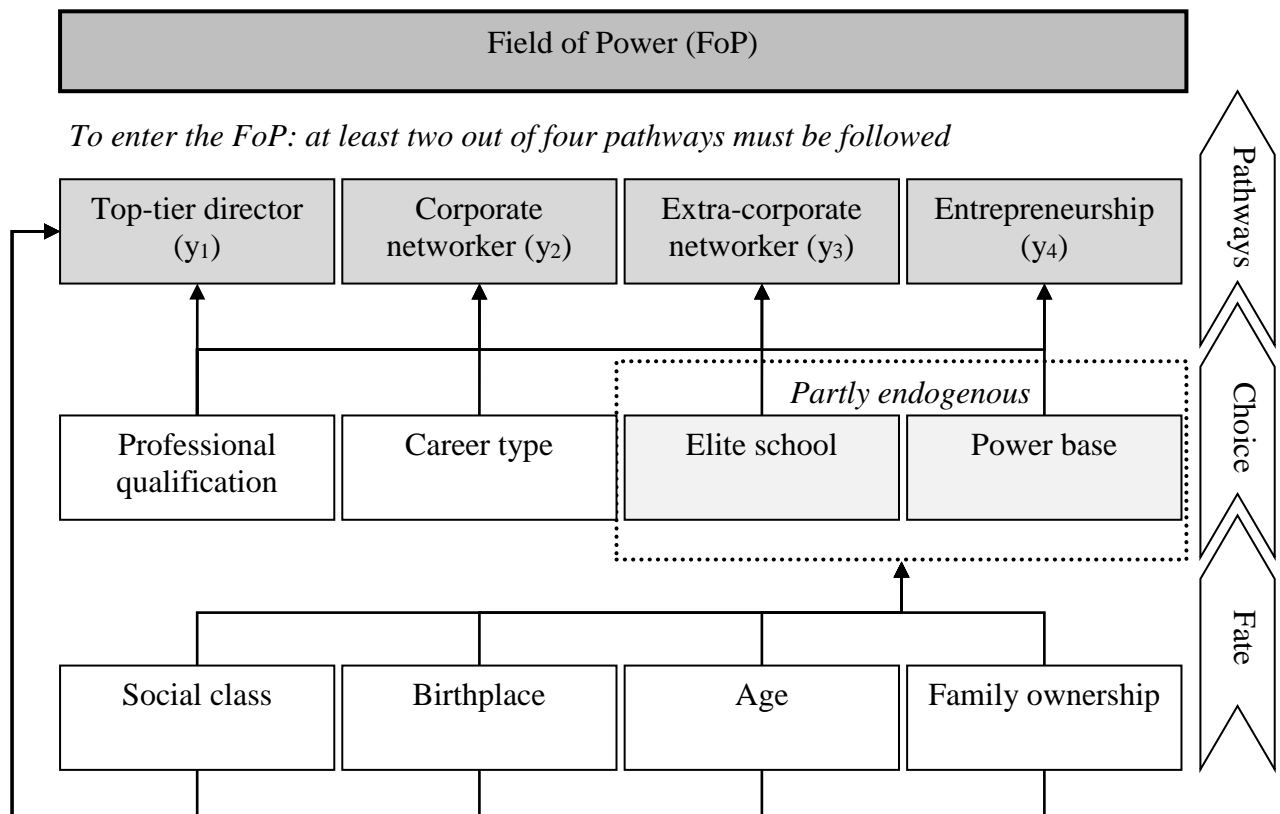 Field of Power (FoP)
To enter the FoP: at least two out of four pathways must be followed
Top-tier director
(y₁)
Corporate
networker (y₂)
Extra-corporate
networker (y₃)
Entrepreneurship
(y₄)
Pathways
Partly endogenous
Professional
qualification
Career type
Elite school
Power base
Choice
Social class
Birthplace
Age
Family ownership
Fate